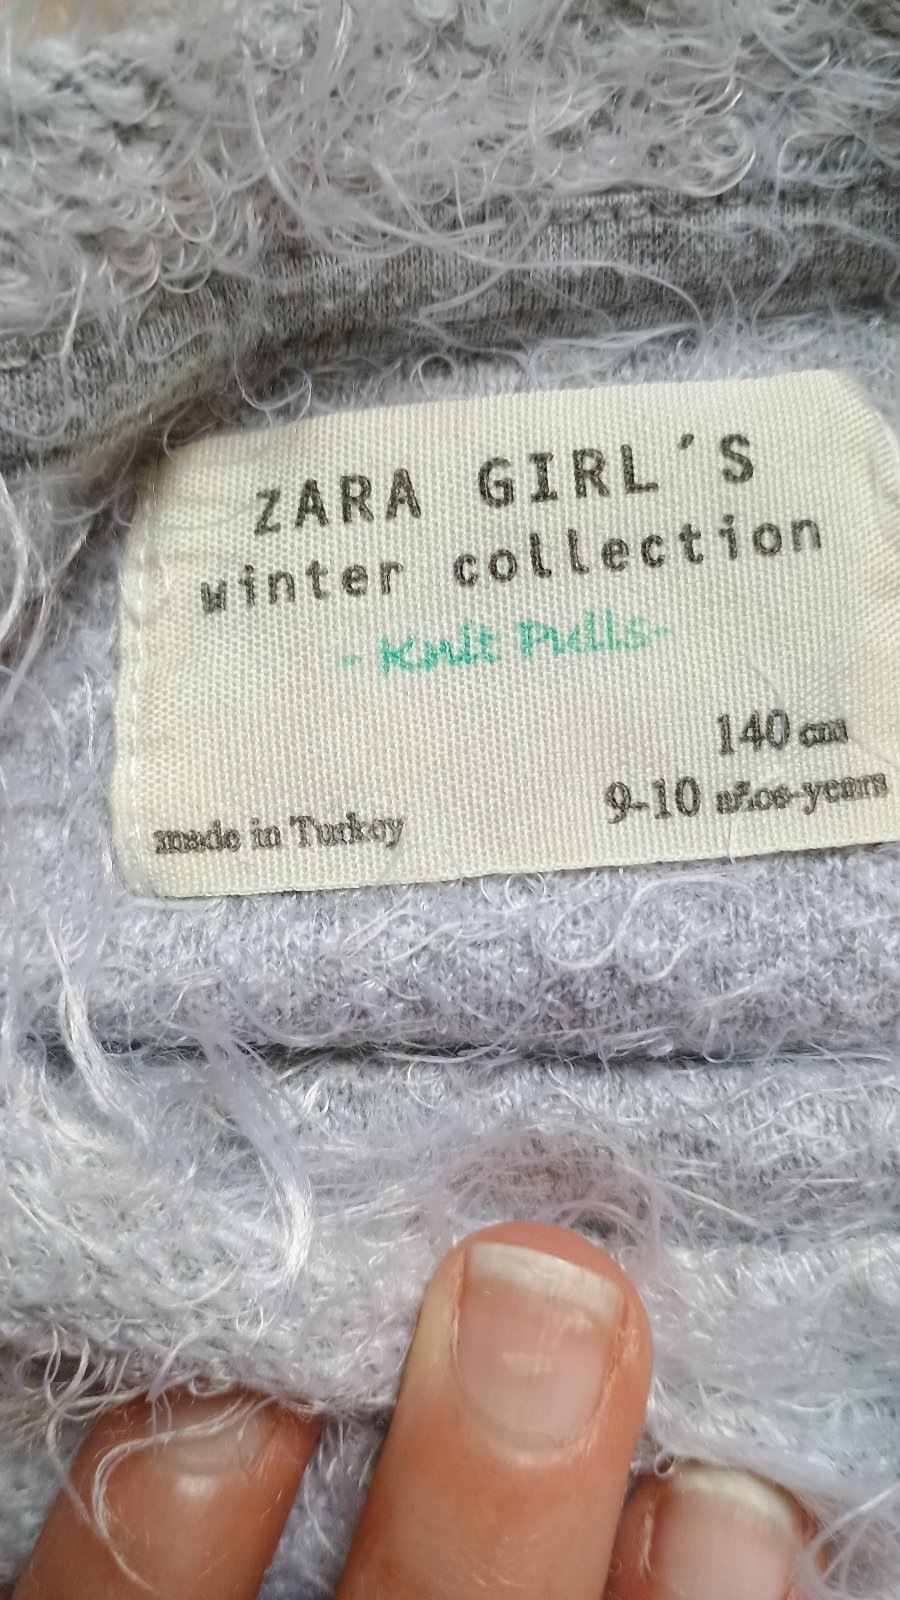 ZARA GIRL´S
winter collection
- Knit Pulls-
140 cm
9-10 años-years
made in Turkey